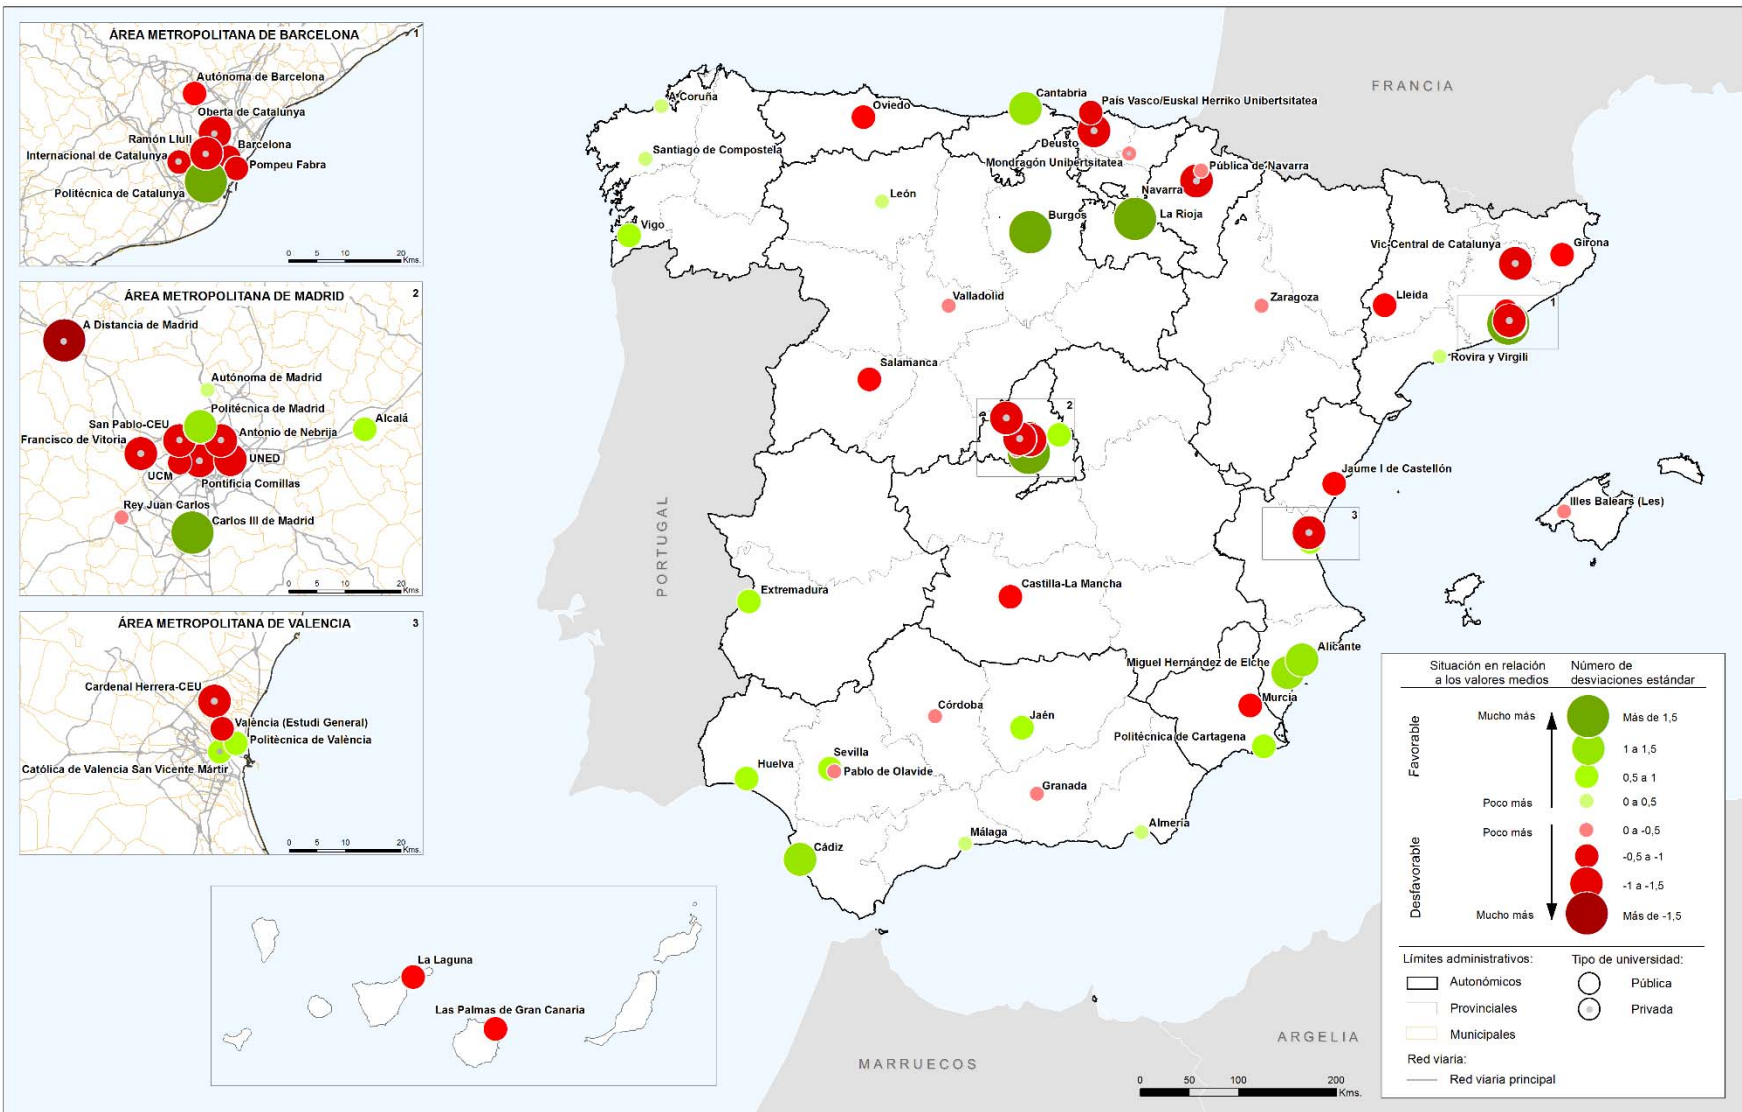 ÁREA METROPOLITANA DE BARCELONA
1
Autónoma de Barcelona
Oberta de Catalunya
Ramón Llull
Barcelona
Internacional de Catalunya
Pompeu Fabra
Politécnica de Catalunya
0 5 10 20
Kms.
ÁREA METROPOLITANA DE MADRID
2
A Distancia de Madrid
Autónoma de Madrid
Politécnica de Madrid
Alcalá
San Pablo-CEU
Antonio de Nebrija
Francisco de Vitoria
UNED
UCM
Pontificia Comillas
Rey Juan Carlos
Carlos III de Madrid
0 5 10 20
Kms.
ÁREA METROPOLITANA DE VALENCIA
3
Cardenal Herrera-CEU
València (Estudi General)
Politècnica de València
Católica de Valencia San Vicente Mártir
0 5 10 20
Kms.
La Laguna
Las Palmas de Gran Canaria
FRANCIA
PORTUGAL
MARRUECOS
ARGELIA
A Coruña
Oviedo
Cantabria
País Vasco/Euskal Herriko Unibertsitatea
Deusto
Santiago de Compostela
Mondragón Unibertsitatea
Pública de Navarra
Navarra
León
Burgos
La Rioja
Vigo
Vic-Central de Catalunya
Girona
Valladolid
Zaragoza
Lleida
1
Rovira y Virgili
Salamanca
2
Jaume I de Castellón
3
Illes Balears (Les)
Extremadura
Castilla-La Mancha
Alicante
Miguel Hernández de Elche
Murcia
Córdoba
Jaén
Politécnica de Cartagena
Sevilla
Pablo de Olavide
Huelva
Granada
Almería
Málaga
Cádiz
0 50 100 200
Kms.
Situación en relación
a los valores medios
Número de
desviaciones estándar
Favorable
Mucho más
Más de 1,5
1 a 1,5
0,5 a 1
Poco más
0 a 0,5
Desfavorable
Poco más
0 a -0,5
-0,5 a -1
-1 a -1,5
Mucho más
Más de -1,5
Límites administrativos:
Autonómicos
Provinciales
Municipales
Red viaria:
Red viaria principal
Tipo de universidad:
Pública
Privada